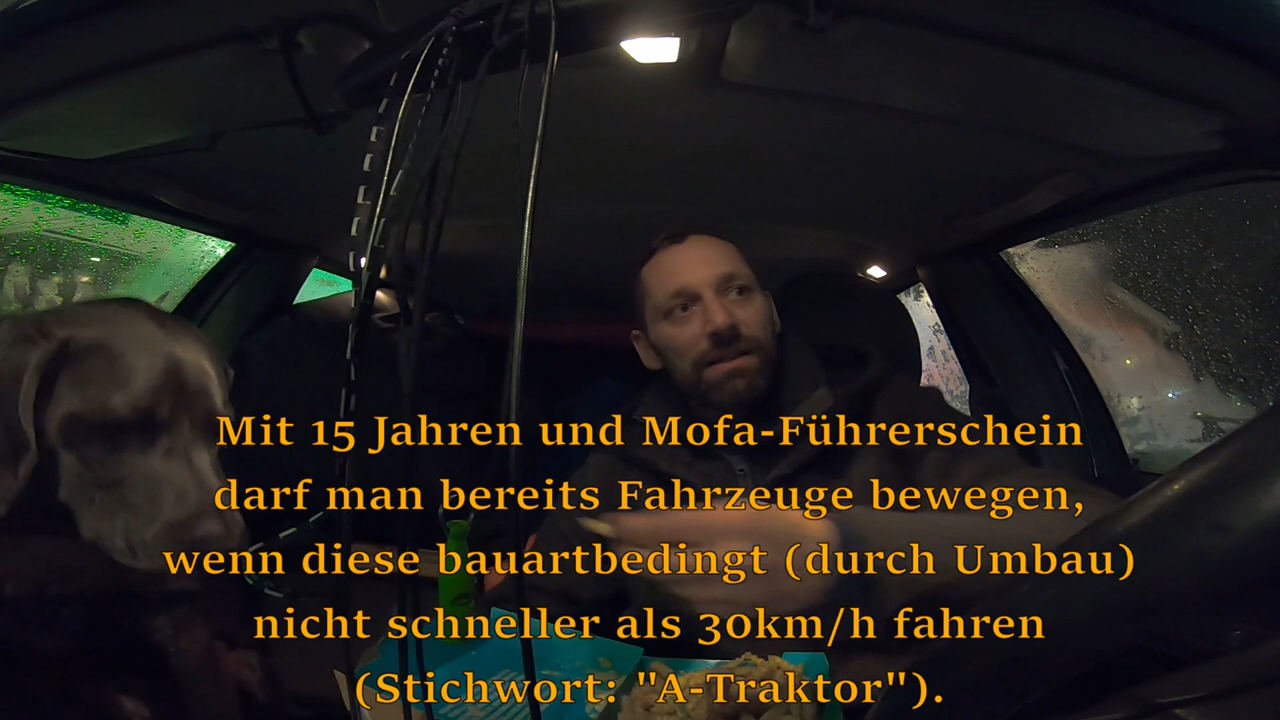 Mit 15 Jahren und Mofa-Führerschein
darf man bereits Fahrzeuge bewegen,
wenn diese bauartbedingt (durch Umbau)
nicht schneller als 30km/h fahren
(Stichwort: "A-Traktor").